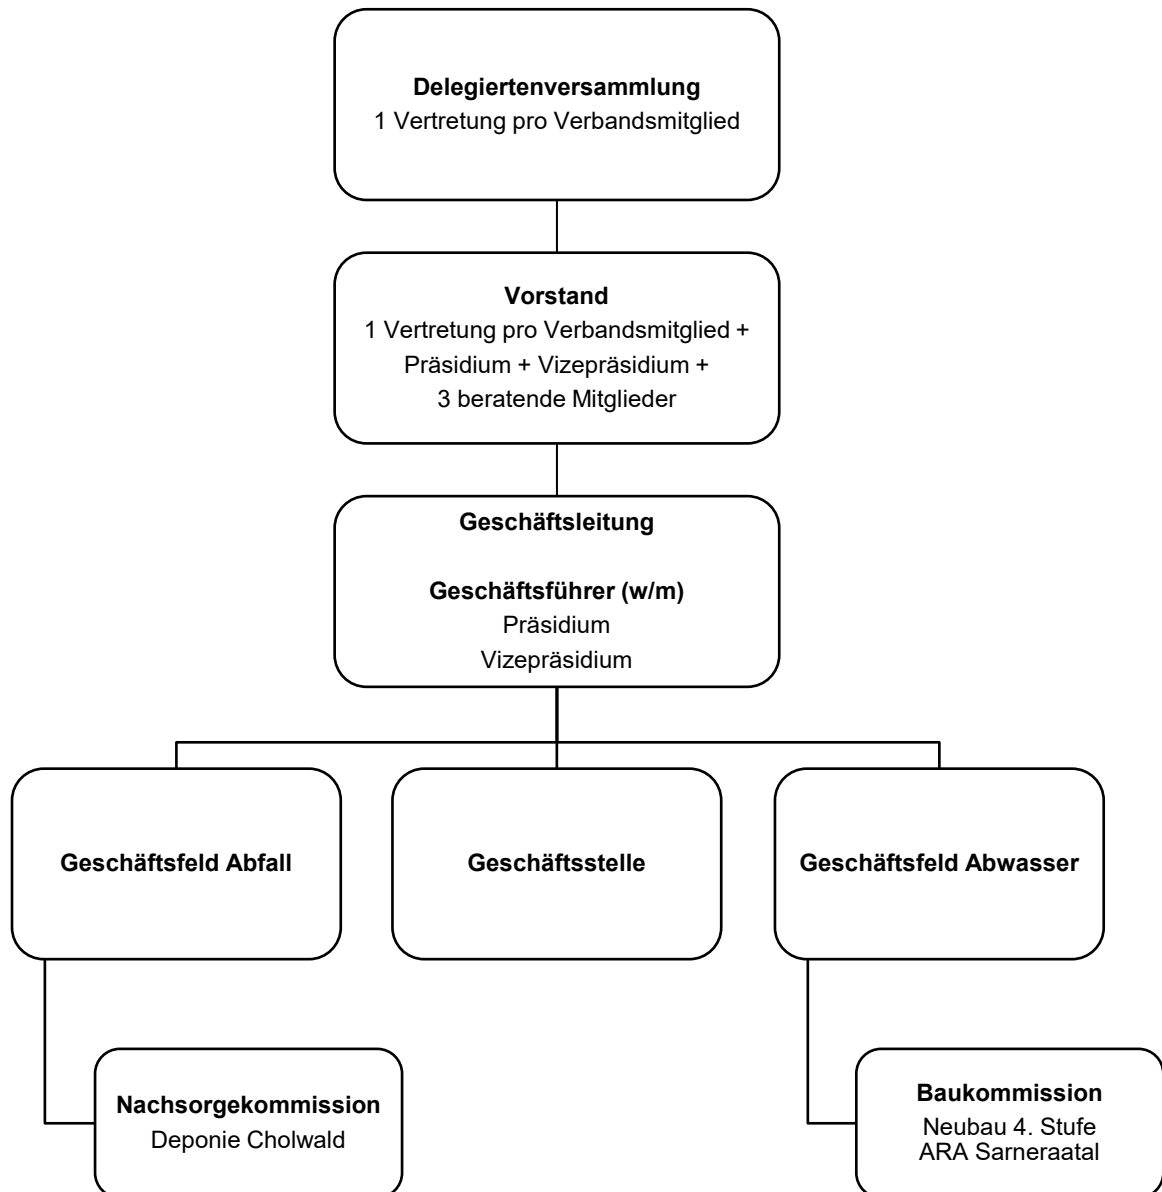 Delegiertenversammlung
1 Vertretung pro Verbandsmitglied
Vorstand
1 Vertretung pro Verbandsmitglied +
Präsidium + Vizepräsidium +
3 beratende Mitglieder
Geschäftsleitung
Geschäftsführer (w/m)
Präsidium
Vizepräsidium
Geschäftsfeld Abfall
Geschäftsstelle
Geschäftsfeld Abwasser
Nachsorgekommission
Deponie Cholwald
Baukommission
Neubau 4. Stufe
ARA Sarneraatal